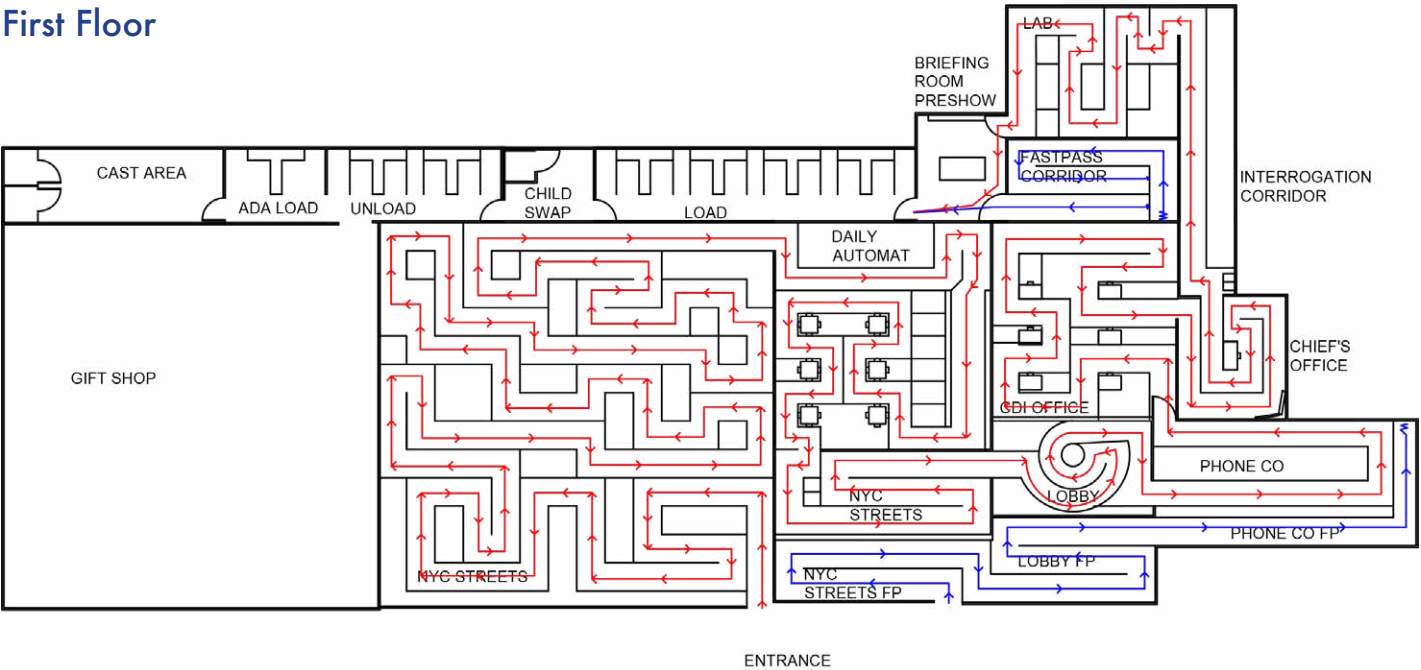 First Floor
LAB
BRIEFING
ROOM
PRESHOW
CAST AREA
ADA LOAD
UNLOAD
CHILD
SWAP
LOAD
FASTPASS
CORRIDOR
INTERROGATION
CORRIDOR
DAILY
AUTOMAT
GIFT SHOP
CHIEF'S
OFFICE
CDI OFFICE
PHONE CO
LOBBY
NYC
STREETS
PHONE CO FP
LOBBY FP
NYC STREETS
NYC
STREETS FP
ENTRANCE